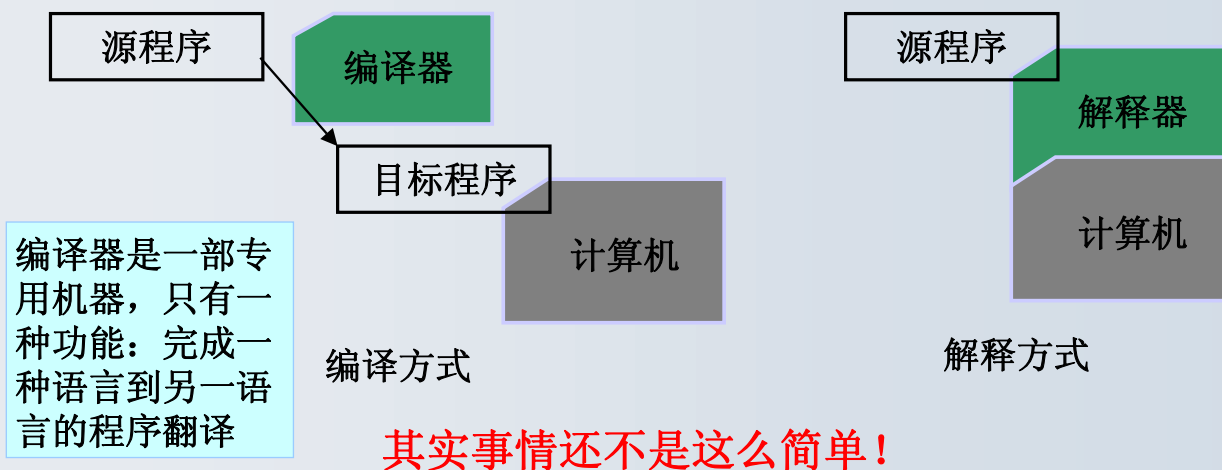 源程序
编译器
目标程序
计算机
编译方式
源程序
解释器
计算机
解释方式
编译器是一部专
用机器，只有一
种功能：完成一
种语言到另一语
言的程序翻译
其实事情还不是这么简单！